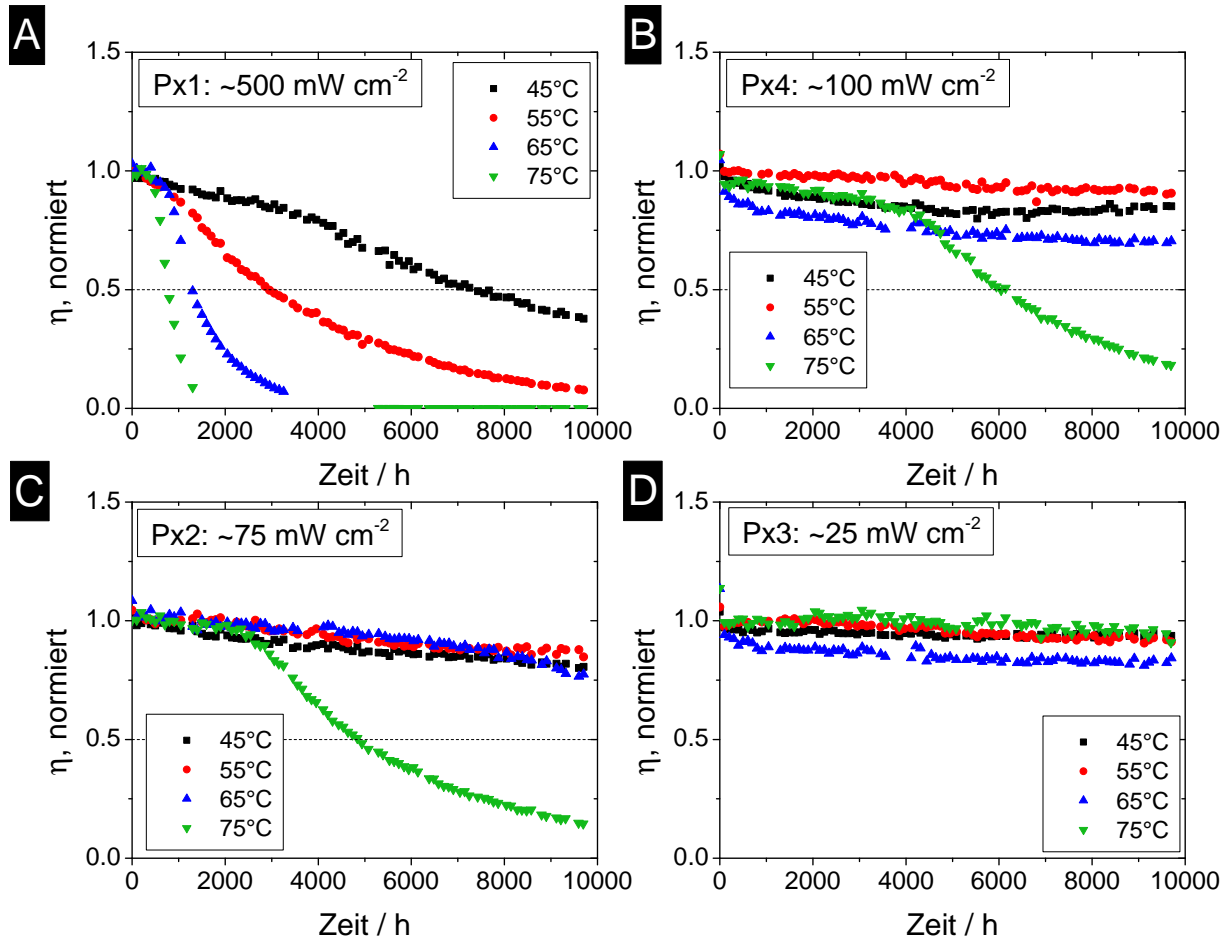 A
Px1: ~500 mW cm⁻²
45°C
55°C
65°C
75°C
η, normiert
1.5
1.0
0.5
0.0
0 2000 4000 6000 8000 10000
Zeit / h
B
Px4: ~100 mW cm⁻²
45°C
55°C
65°C
75°C
η, normiert
1.5
1.0
0.5
0.0
0 2000 4000 6000 8000 10000
Zeit / h
C
Px2: ~75 mW cm⁻²
45°C
55°C
65°C
75°C
η, normiert
1.5
1.0
0.5
0.0
0 2000 4000 6000 8000 10000
Zeit / h
D
Px3: ~25 mW cm⁻²
45°C
55°C
65°C
75°C
η, normiert
1.5
1.0
0.5
0.0
0 2000 4000 6000 8000 10000
Zeit / h